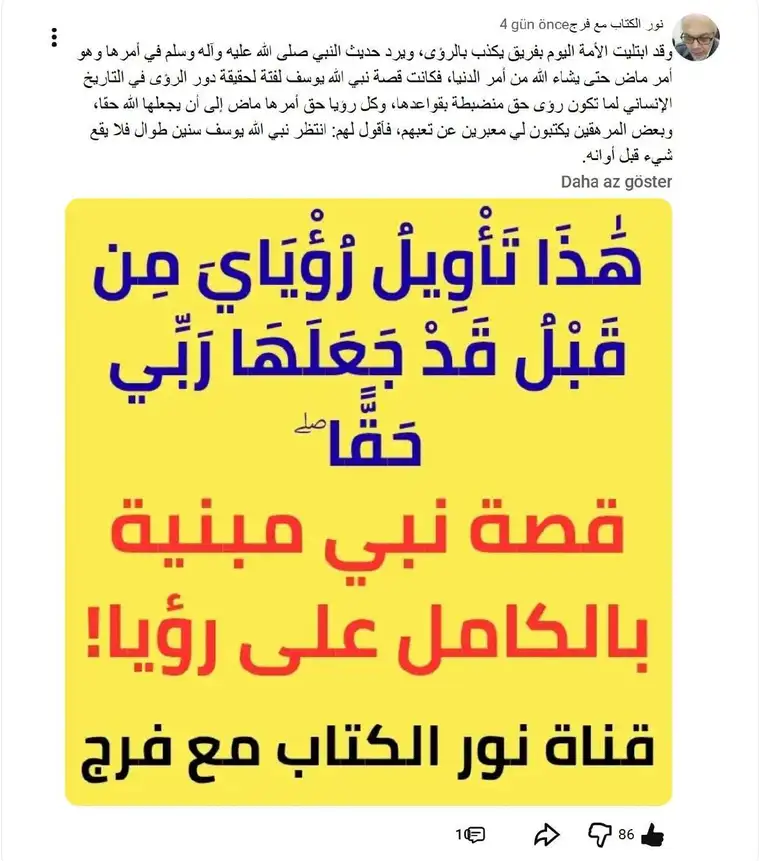 نور الكتاب مع فرج 4 gün önce
وقد ابتليت الأمة اليوم بفريق يكذب بالرؤى، ويرد حديث النبي صلى الله عليه وآله وسلم في أمرها وهو
أمر ماض حتى يشاء الله من أمر الدنيا، فكانت قصة نبي الله يوسف لفتة لحقيقة دور الرؤى في التاريخ
الإنساني لما تكون رؤى حق منضبطة بقواعدها، وكل رؤيا حق أمرها ماض إلى أن يجعلها الله حقا،
وبعض المرهقين يكتبون لي معبرين عن تعبهم، فأقول لهم: انتظر نبي الله يوسف سنين طوال فلا يقع
شيء قبل أوانه.
Daha az göster
هَٰذَا تَأْوِيلُ رُؤْيَايَ مِن
قَبْلُ قَدْ جَعَلَهَا رَبِّي
حَقًّا ۖ
قصة نبي مبنية
بالكامل على رؤيا!
قناة نور الكتاب مع فرج
86
10